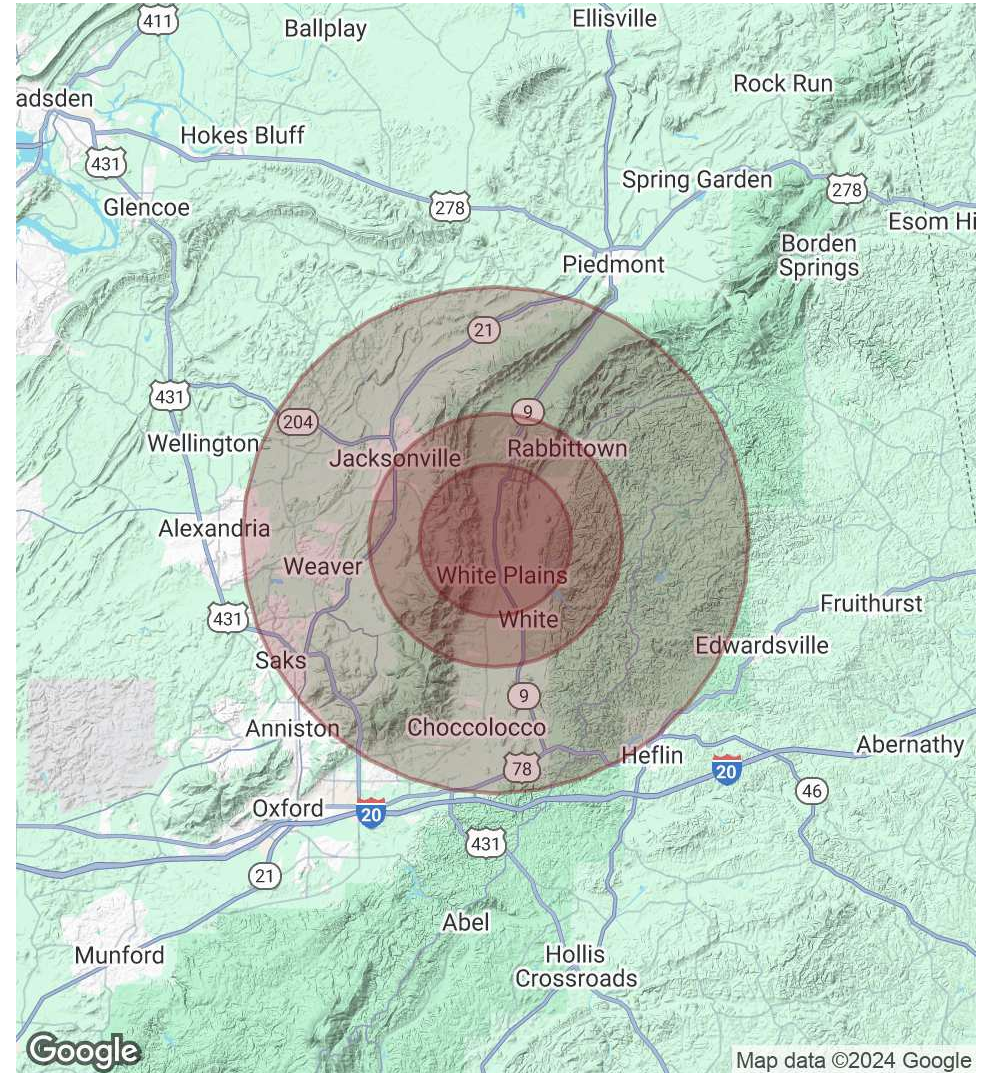 411
Ballplay
Ellisville
Rock Run
adsden
Hokes Bluff
431
Spring Garden
278
Glencoe
278
Esom Hi
Borden
Springs
Piedmont
21
431
204
9
Wellington
Rabbittown
Jacksonville
Alexandria
Weaver
White Plains
Fruithurst
431
White
Edwardsville
Saks
9
Anniston
Choccolocco
Abernathy
Heflin
78
20
46
Oxford
20
431
21
Abel
Munford
Hollis
Crossroads
Google
Map data ©2024 Google